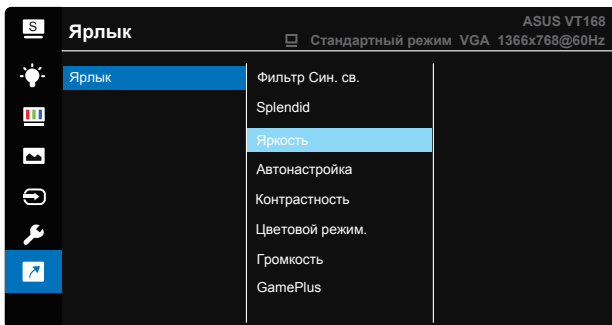 S
Ярлык
ASUS VT168
Стандартный режим VGA 1366x768@60Hz
Ярлык
Фильтр Син. св.
Splendid
Яркость
Автонастройка
Контрастность
Цветовой режим.
Громкость
GamePlus